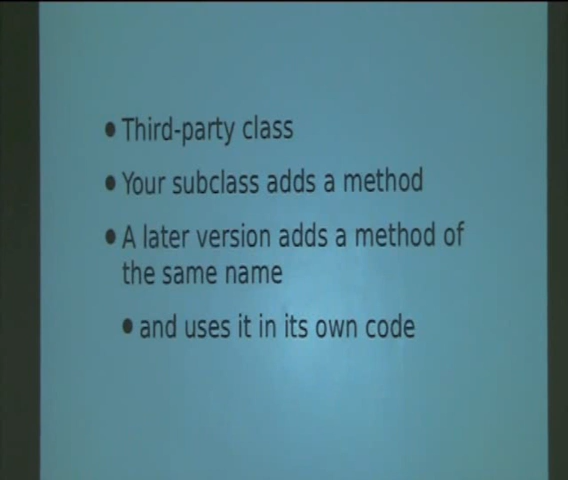 • Third-party class
• Your subclass adds a method
• A later version adds a method of
the same name
• and uses it in its own code